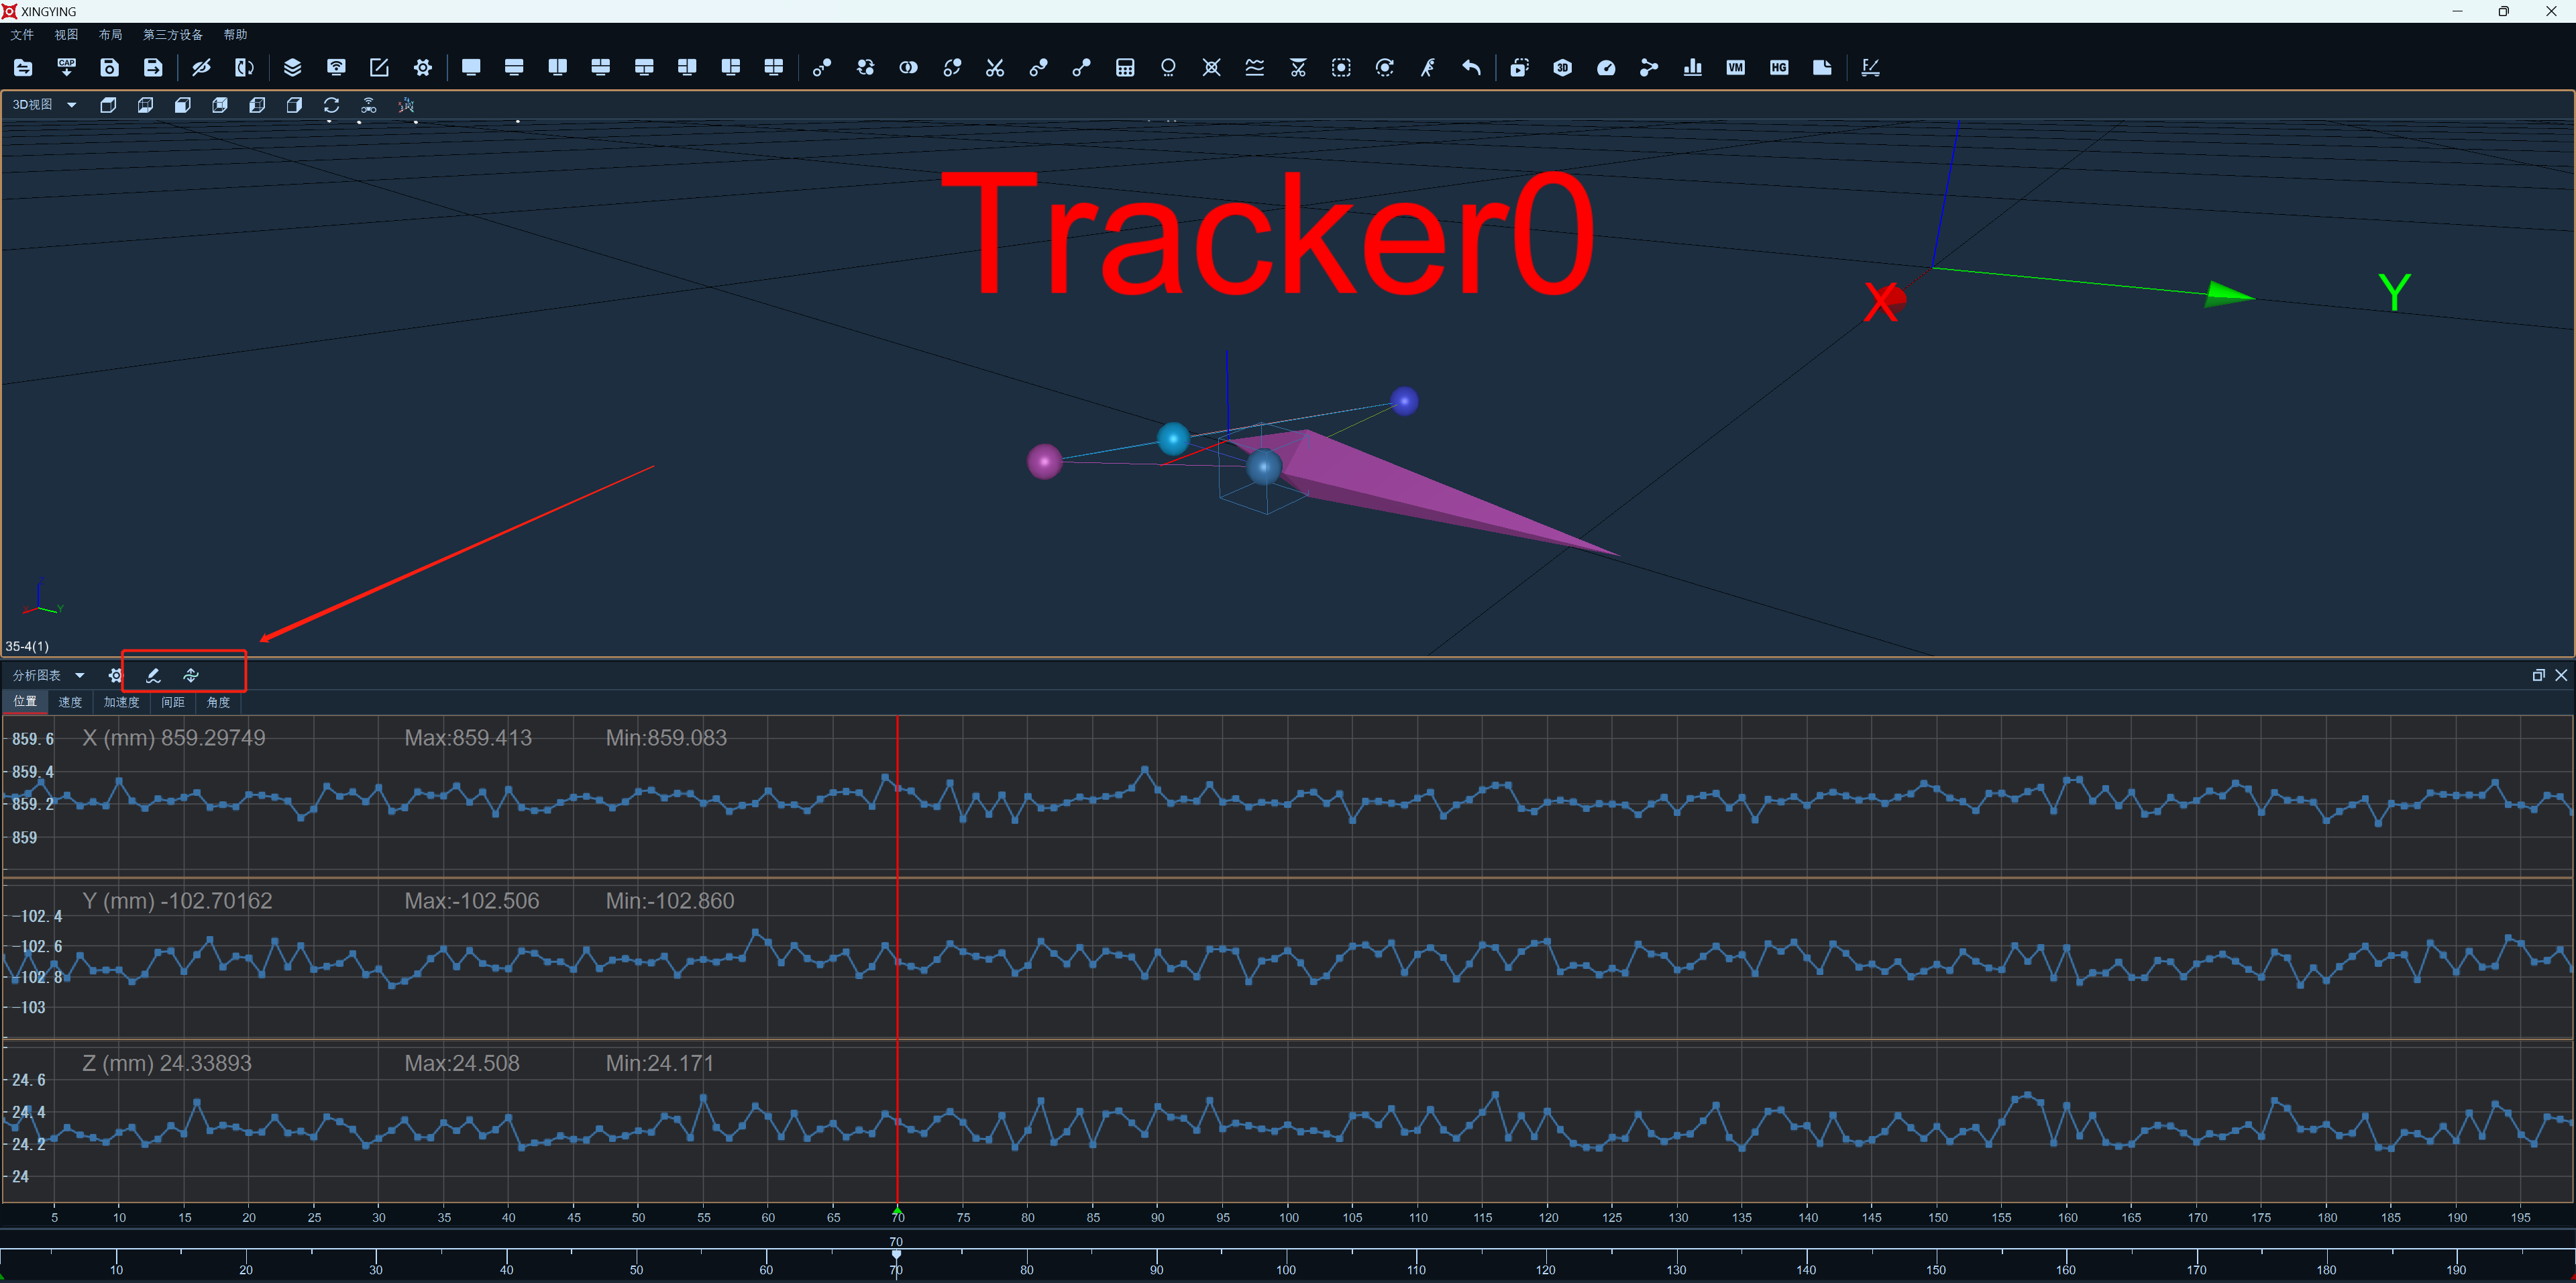 XINGYING
文件 视图 布局 第三方设备 帮助
CAP 3D VM HG
3D视图
Tracker0
X
Y
Y
35-4(1)
分析图表
位置 速度 加速度 间距 角度
859.6 X (mm) 859.29749 Max:859.413 Min:859.083
859.4
859.2
859
Y (mm) -102.70162 Max:-102.506 Min:-102.860
-102.4
-102.6
-102.8
-103
Z (mm) 24.33893 Max:24.508 Min:24.171
24.6
24.4
24.2
24
5 10 15 20 25 30 35 40 45 50 55 60 65 70 75 80 85 90 95 100 105 110 115 120 125 130 135 140 145 150 155 160 165 170 175 180 185 190 195
70
10 20 30 40 50 60 70 80 90 100 110 120 130 140 150 160 170 180 190